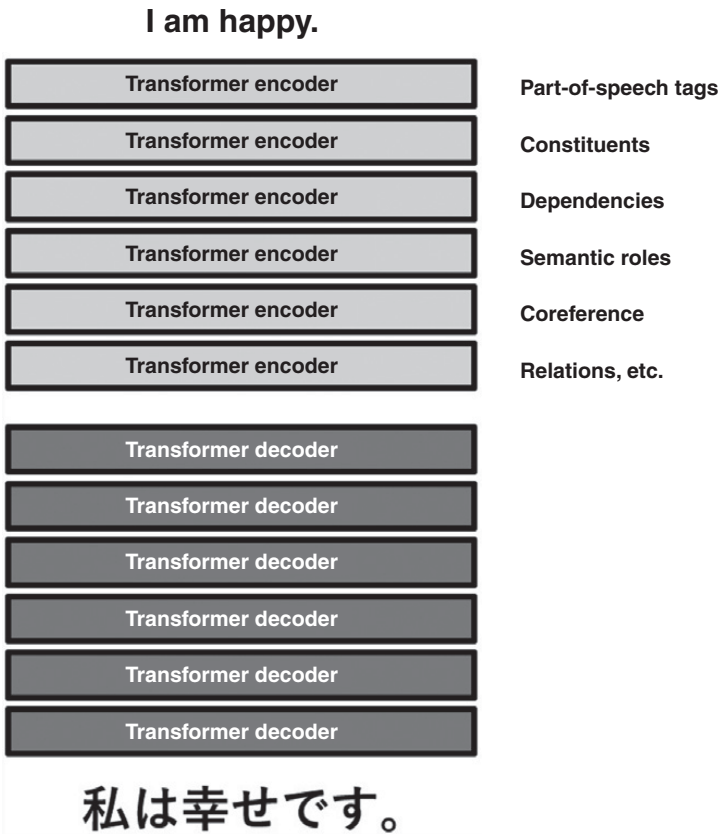 I am happy.
Transformer encoder Part-of-speech tags
Transformer encoder Constituents
Transformer encoder Dependencies
Transformer encoder Semantic roles
Transformer encoder Coreference
Transformer encoder Relations, etc.
Transformer decoder
Transformer decoder
Transformer decoder
Transformer decoder
Transformer decoder
Transformer decoder
私は幸せです。